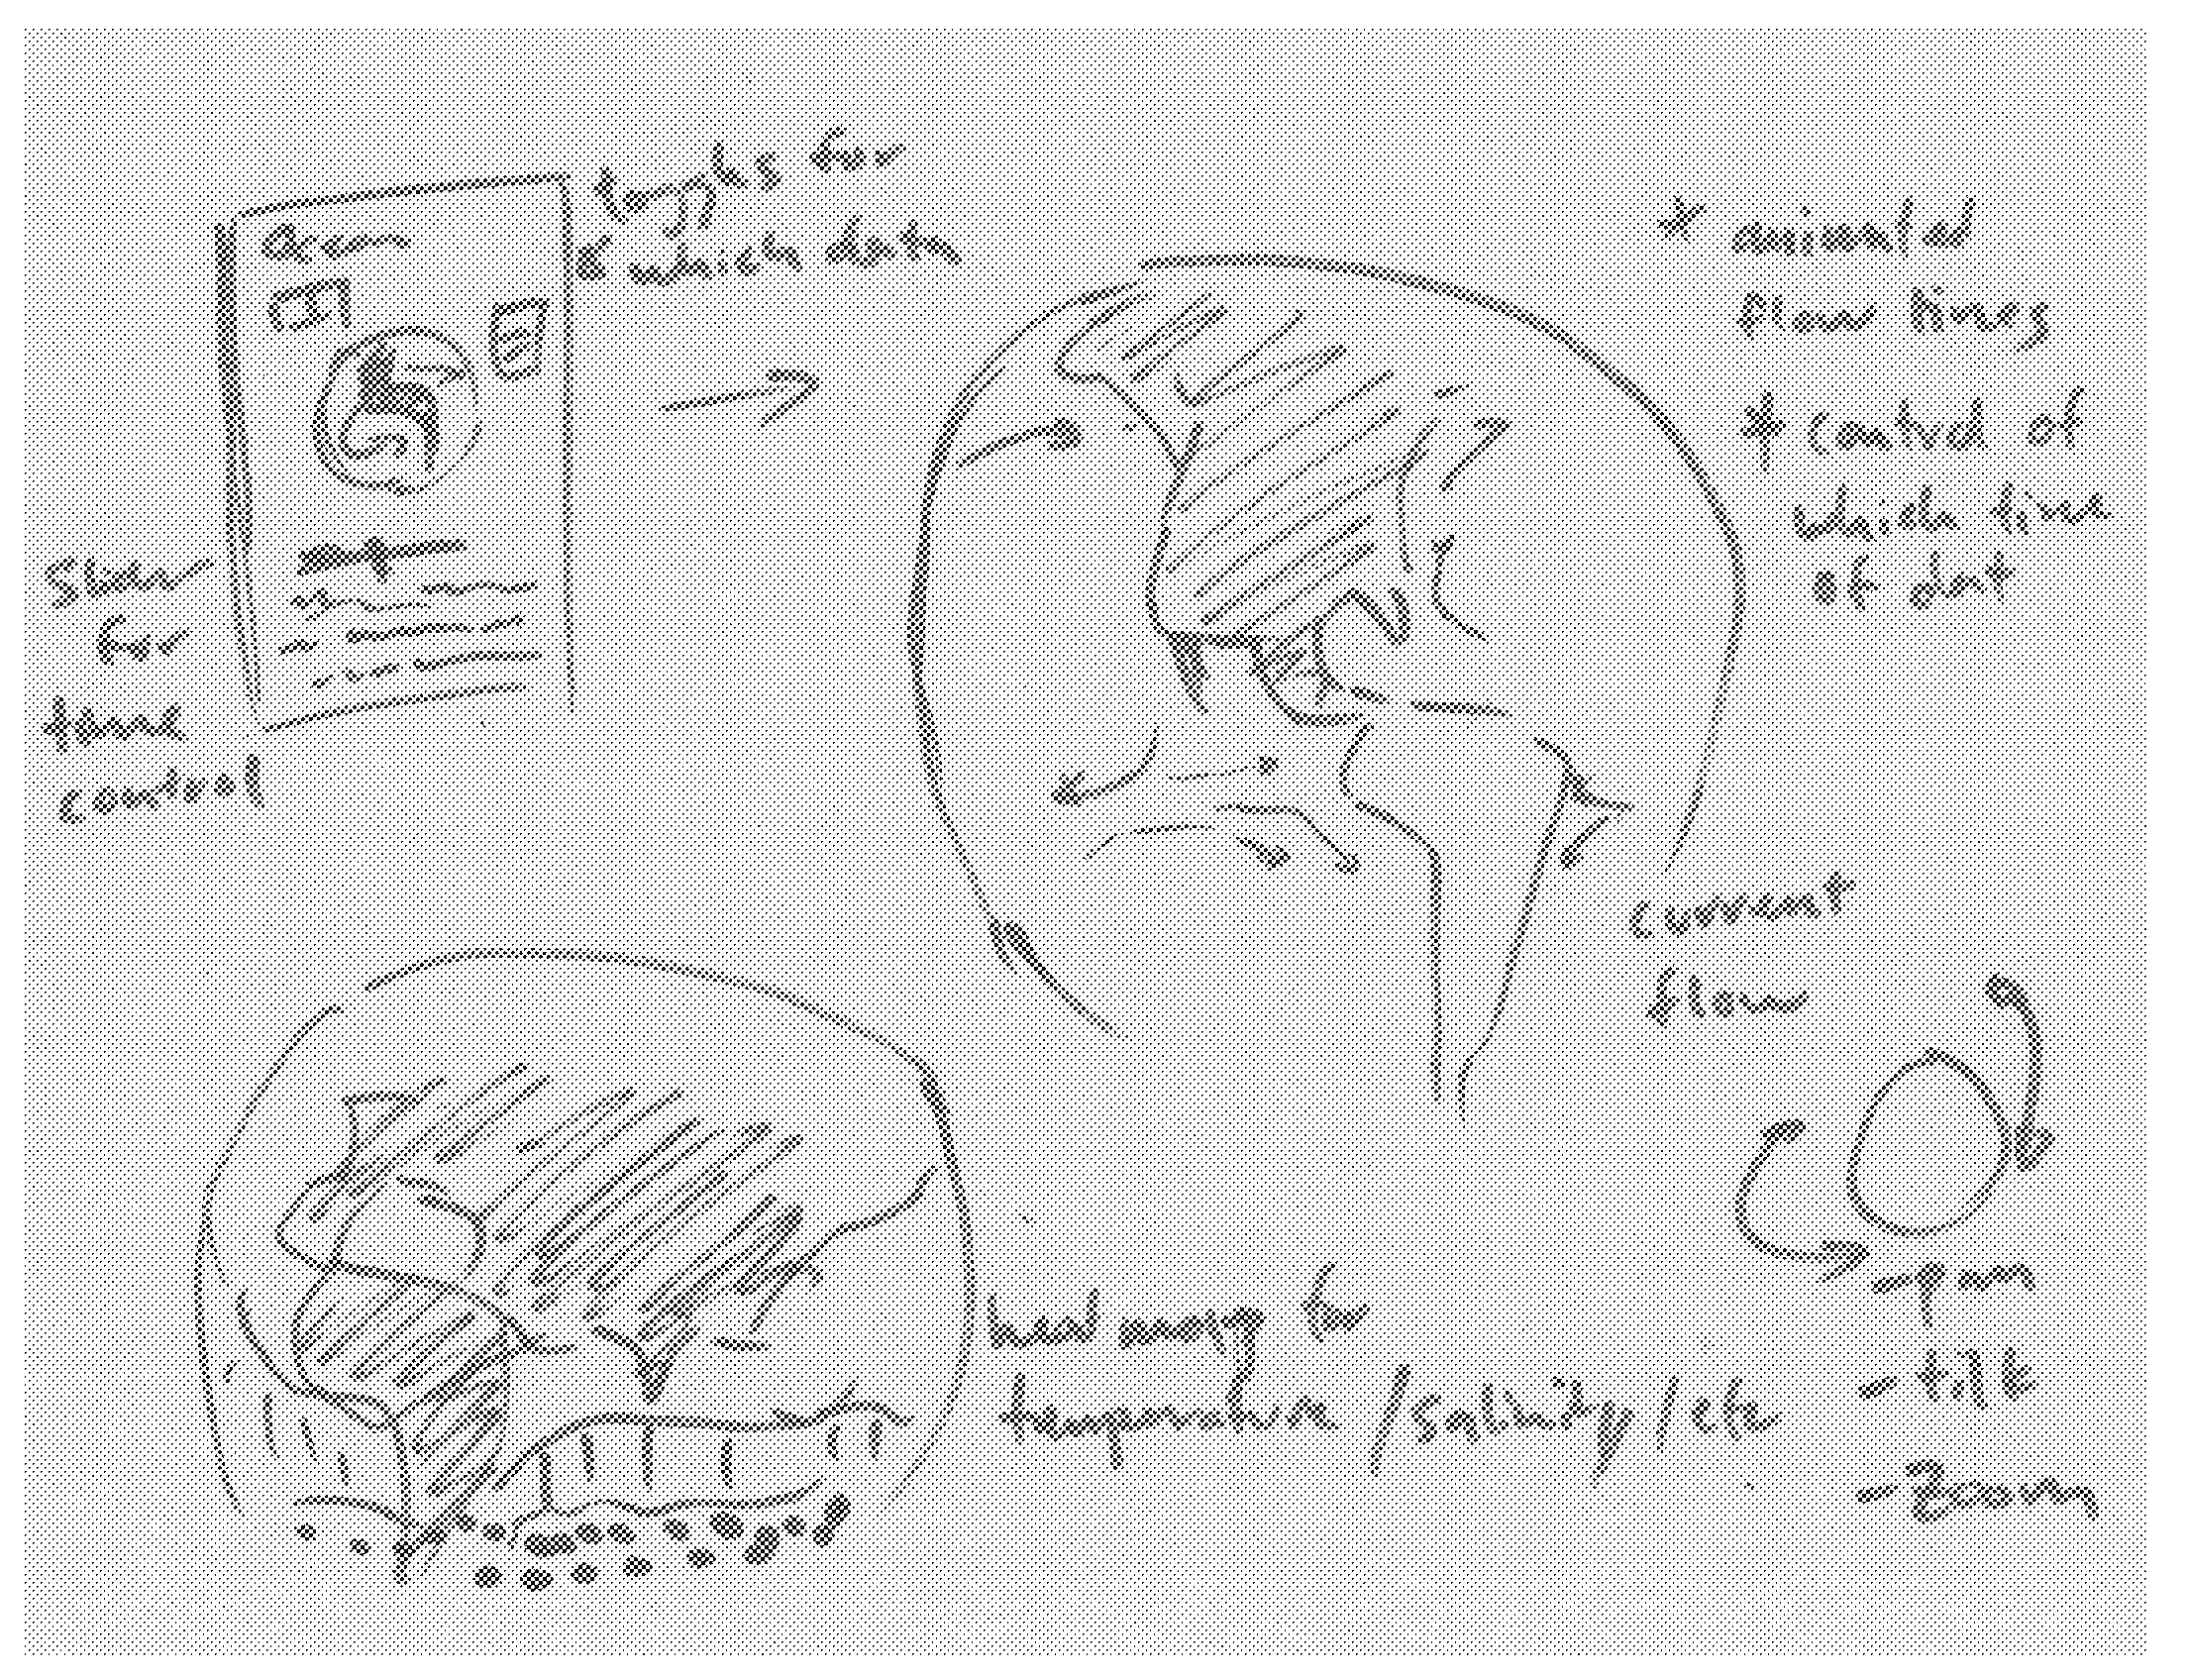 Ocean
toggles for
which data
Slider
for
time
control
* animated
flow lines
* control of
which kind
of data
current
flow
heat map for
temperature / salinity / etc
- pan
- tilt
- zoom